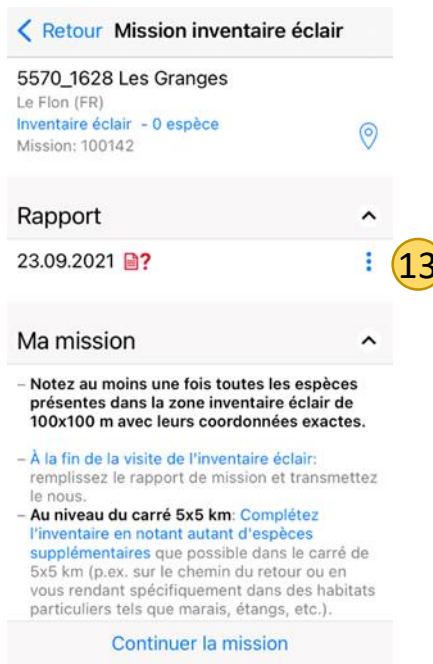 Retour Mission inventaire éclair
5570_1628 Les Granges
Le Flon (FR)
Inventaire éclair - 0 espèce
Mission: 100142
Rapport
23.09.2021 ?
13
Ma mission
– Notez au moins une fois toutes les espèces
présentes dans la zone inventaire éclair de
100x100 m avec leurs coordonnées exactes.
– À la fin de la visite de l'inventaire éclair:
remplissez le rapport de mission et transmettez
le nous.
– Au niveau du carré 5x5 km: Complétez
l'inventaire en notant autant d'espèces
supplémentaires que possible dans le carré de
5x5 km (p.ex. sur le chemin du retour ou en
vous rendant spécifiquement dans des habitats
particuliers tels que marais, étangs, etc.).
Continuer la mission